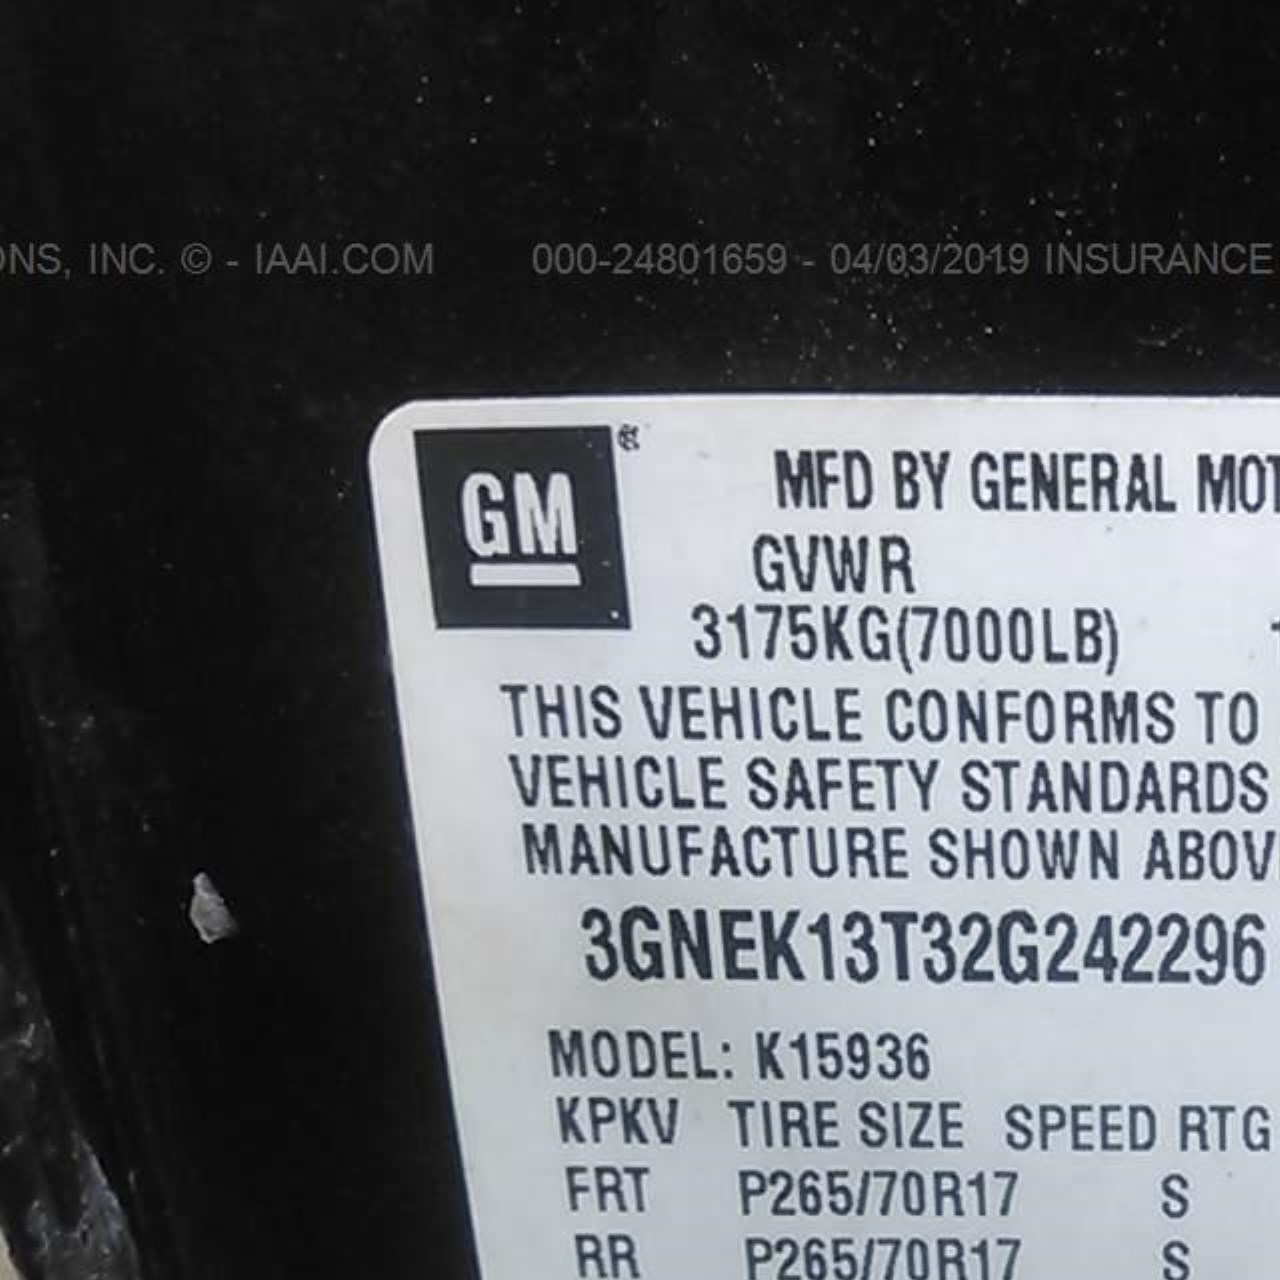 ONS, INC. © - IAAI.COM 000-24801659 - 04/03/2019 INSURANCE
GM ®
MFD BY GENERAL MOT
GVWR
3175KG(7000LB)
THIS VEHICLE CONFORMS TO
VEHICLE SAFETY STANDARDS
MANUFACTURE SHOWN ABOV
3GNEK13T32G242296
MODEL: K15936
KPKV TIRE SIZE SPEED RTG
FRT P265/70R17 S
RR P265/70R17 S